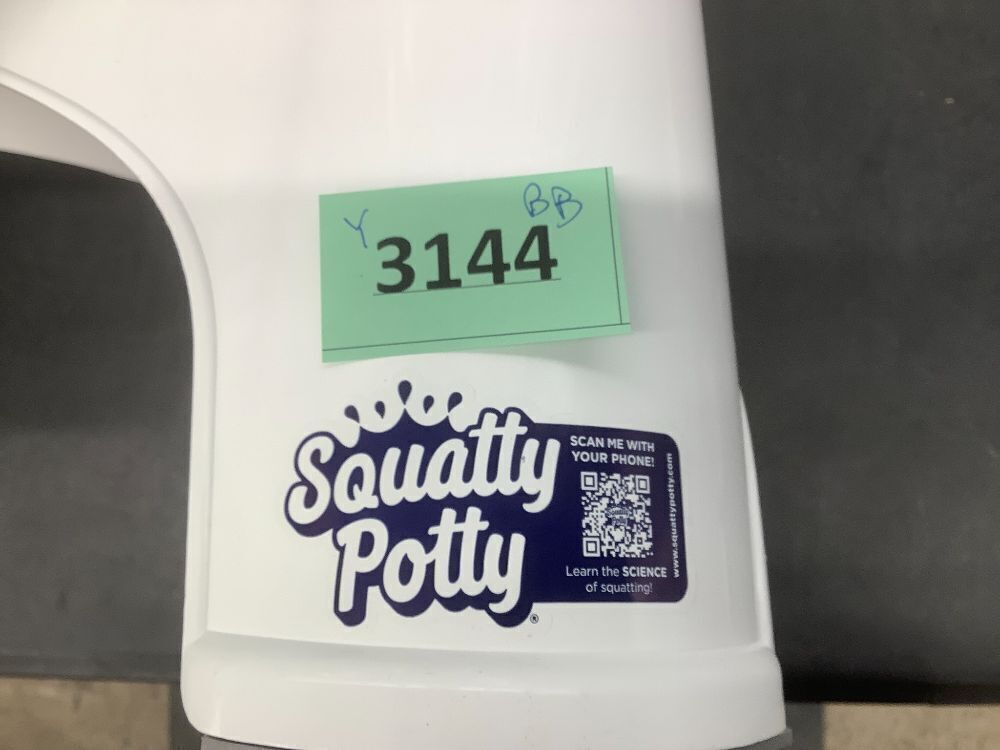 Y BB
3144
Squatty
Potty®
SCAN ME WITH
YOUR PHONE!
Learn the SCIENCE
of squatting!
www.squattypotty.com